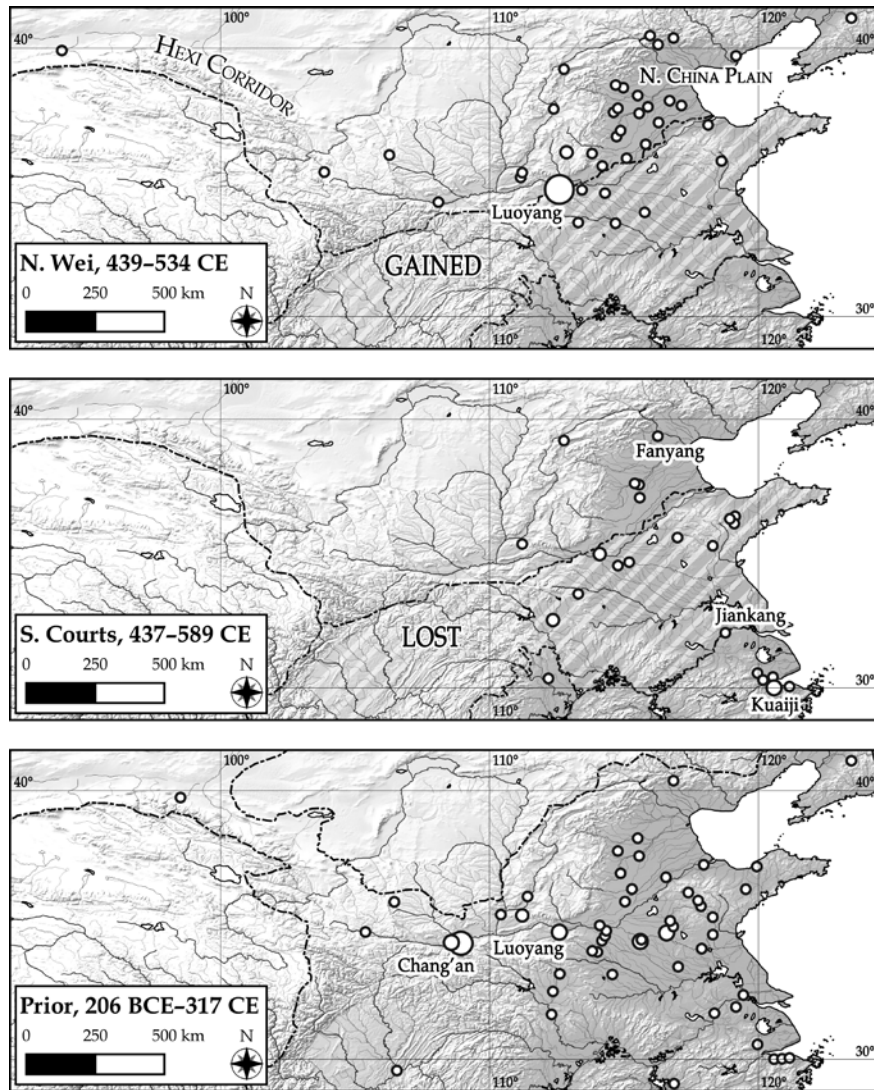 100°
110°
120°
40°
HEXI CORRIDOR
N. CHINA PLAIN
Luoyang
GAINED
N. Wei, 439–534 CE
0 250 500 km N
30°
110°
120°
100°
110°
120°
40°
Fanyang
Jiankang
LOST
S. Courts, 437–589 CE
0 250 500 km N
Kuaiji
30°
110°
120°
100°
110°
120°
40°
Luoyang
Chang'an
Prior, 206 BCE–317 CE
0 250 500 km N
30°
110°
120°